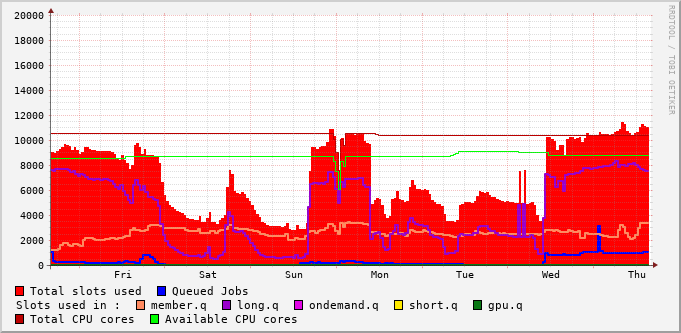 20000
18000
16000
14000
12000
10000
8000
6000
4000
2000
0
Fri Sat Sun Mon Tue Wed Thu
Total slots used Queued Jobs
Slots used in : member.q long.q ondemand.q short.q gpu.q
Total CPU cores Available CPU cores
RRDTOOL / TOBI OETIKER